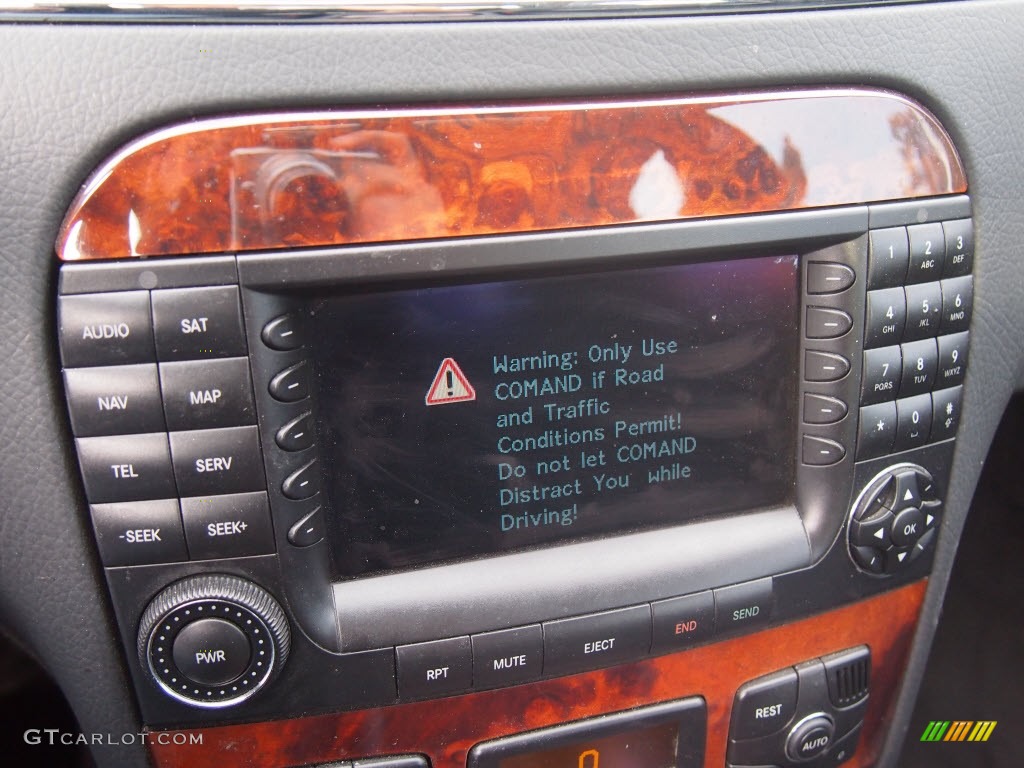 AUDIO
SAT
NAV
MAP
TEL
SERV
-SEEK
SEEK+
PWR
Warning: Only Use
COMAND if Road
and Traffic
Conditions Permit!
Do not let COMAND
Distract You while
Driving!
1
2
ABC
3
DEF
4
GHI
5
JKL
6
MNO
7
PQRS
8
TUV
9
WXYZ
*
0
#
OK
RPT
MUTE
EJECT
END
SEND
REST
AUTO
0
GTCARLOT.COM